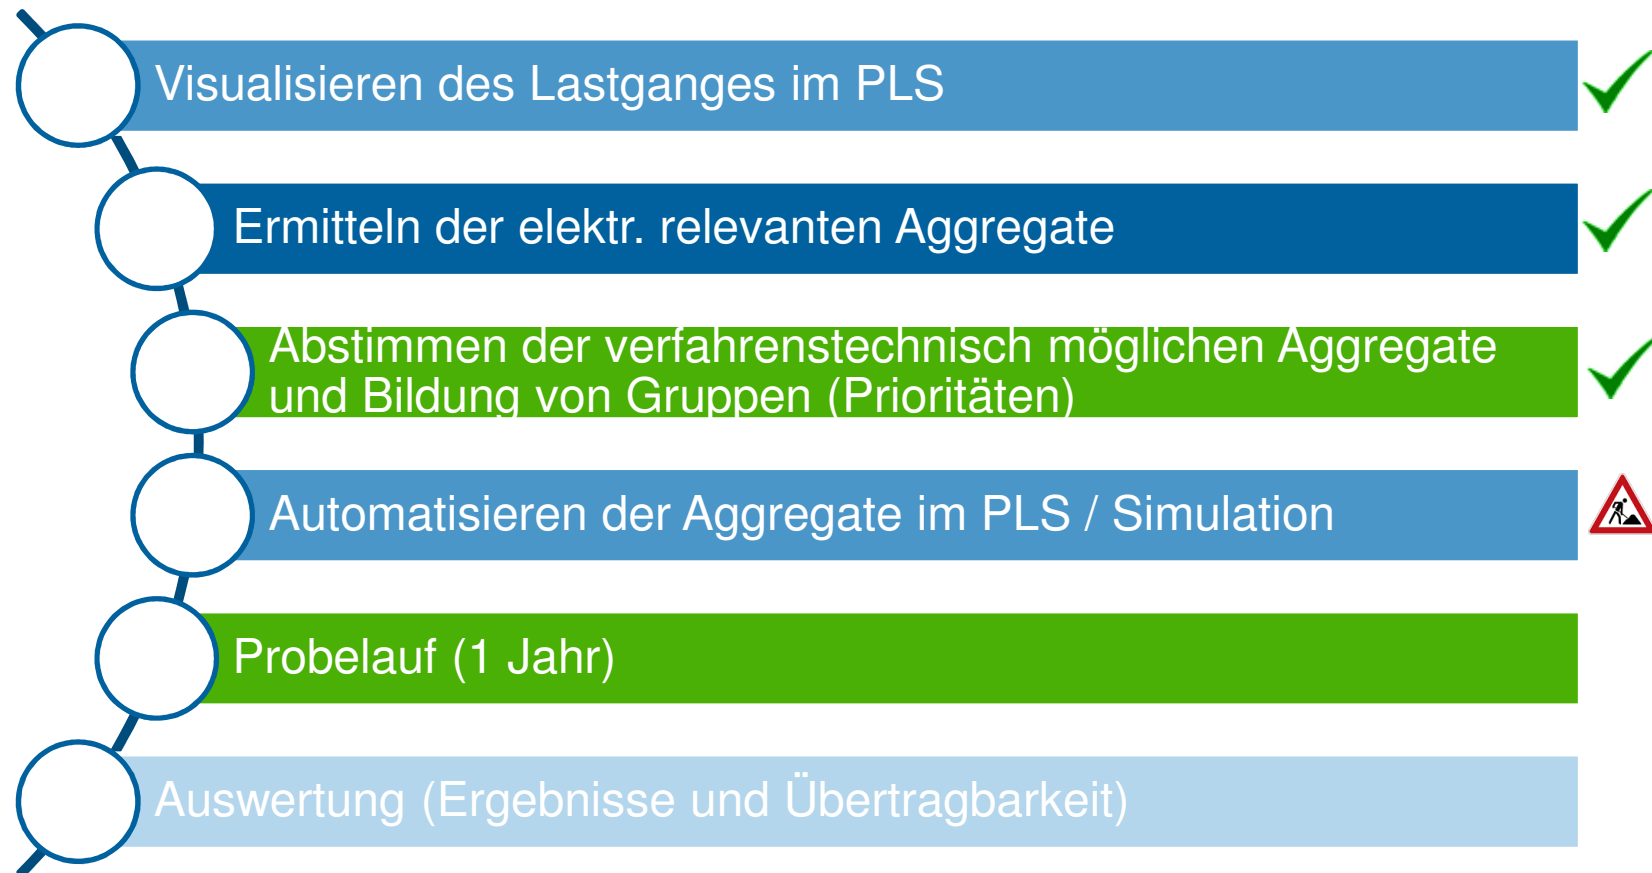 Visualisieren des Lastganges im PLS
Ermitteln der elektr. relevanten Aggregate
Abstimmen der verfahrenstechnisch möglichen Aggregate
und Bildung von Gruppen (Prioritäten)
Automatisieren der Aggregate im PLS / Simulation
Probelauf (1 Jahr)
Auswertung (Ergebnisse und Übertragbarkeit)